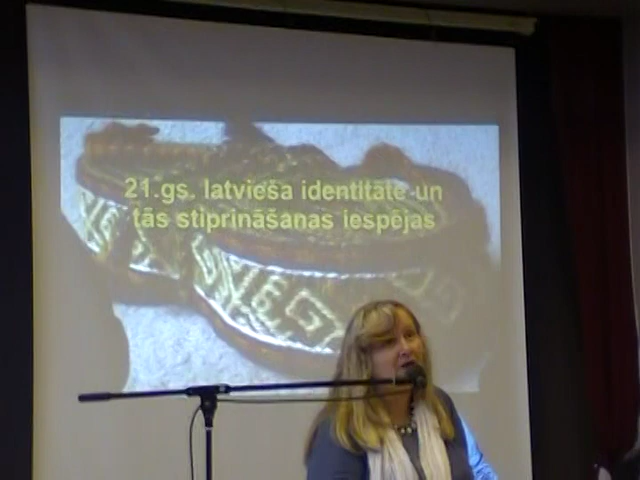 21.gs. latvieša identitāte un
tās stiprināšanas iespējas